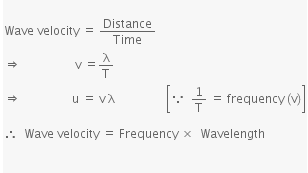 Wave velocity = Distance / Time
⇒ v = λ / T
⇒ u = vλ [∵ 1/T = frequency (v)]
∴ Wave velocity = Frequency × Wavelength